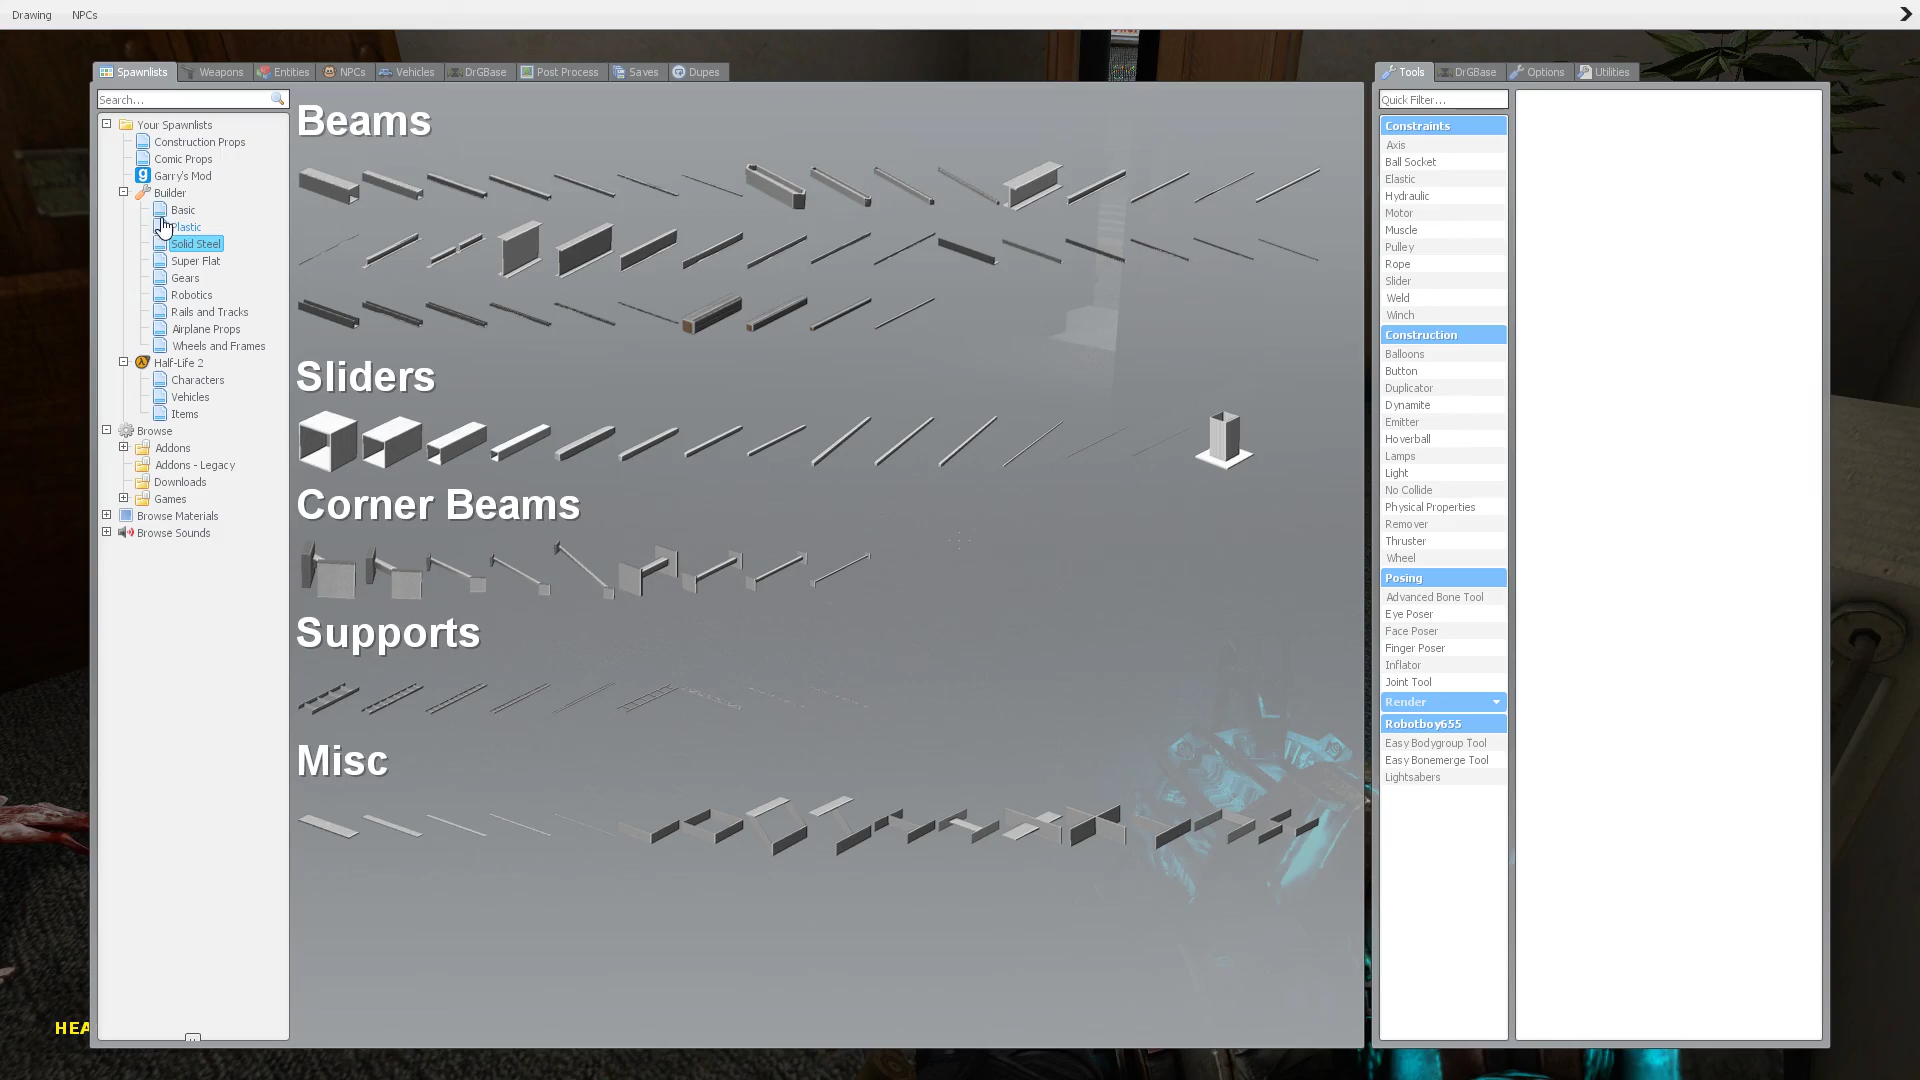 Drawing NPCs
Spawnlists Weapons Entities NPCs Vehicles DrGBase Post Process Saves Dupes
Search...
Your Spawnlists
Construction Props
Comic Props
Garry's Mod
Builder
Basic
Plastic
Solid Steel
Super Flat
Gears
Robotics
Rails and Tracks
Airplane Props
Wheels and Frames
Half-Life 2
Characters
Vehicles
Items
Browse
Addons
Addons - Legacy
Downloads
Games
Browse Materials
Browse Sounds
Beams
Sliders
Corner Beams
Supports
Misc
Tools DrGBase Options Utilities
Quick Filter...
Constraints
Axis
Ball Socket
Elastic
Hydraulic
Motor
Muscle
Pulley
Rope
Slider
Weld
Winch
Construction
Balloons
Button
Duplicator
Dynamite
Emitter
Hoverball
Lamps
Light
No Collide
Physical Properties
Remover
Thruster
Wheel
Posing
Advanced Bone Tool
Eye Poser
Face Poser
Finger Poser
Inflator
Joint Tool
Render
Robotboy655
Easy Bodygroup Tool
Easy Bonemerge Tool
Lightsabers
HEA